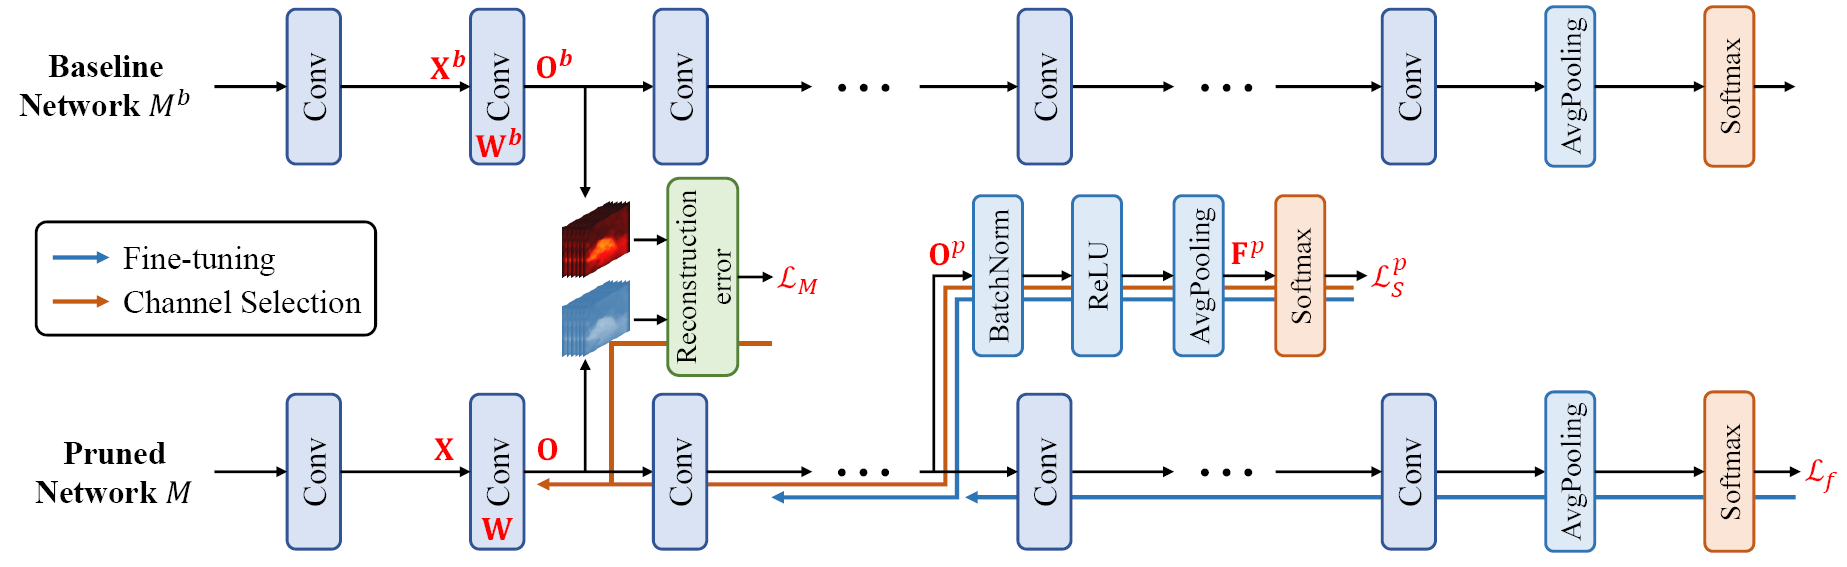 Baseline
Network M^b
Conv
X^b
Conv
W^b
O^b
Conv
• • •
Conv
• • •
Conv
AvgPooling
Softmax
Fine-tuning
Channel Selection
Reconstruction
error
ℒ_M
O^p
BatchNorm
ReLU
AvgPooling
F^p
Softmax
ℒ_S^p
Pruned
Network M
Conv
X
Conv
W
O
Conv
• • •
Conv
• • •
Conv
AvgPooling
Softmax
ℒ_f